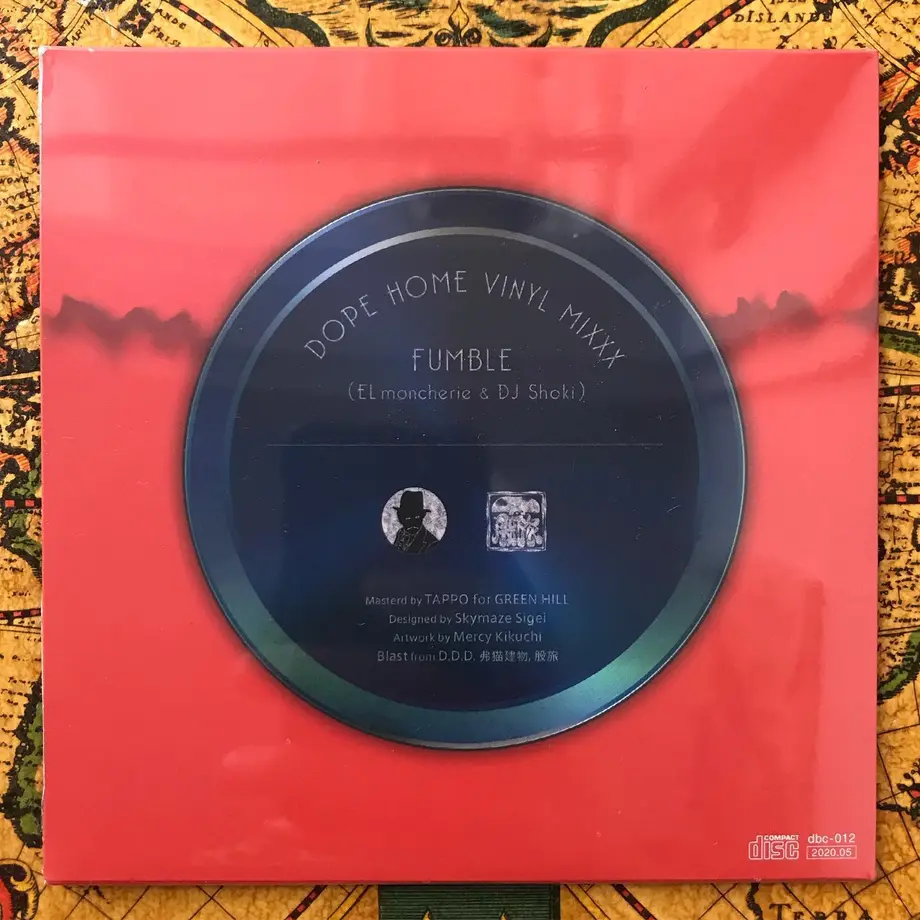 DISLANDE
DOPE HOME VINYL MIXXX
FUMBLE
(EL moncherie & DJ Shoki)
Masterd by TAPPO for GREEN HILL
Designed by Skymaze Sigei
Artwork by Mercy Kikuchi
Blast from D.D.D. 弗猫建物, 般旅
COMPACT
disc
dbc-012
2020.05